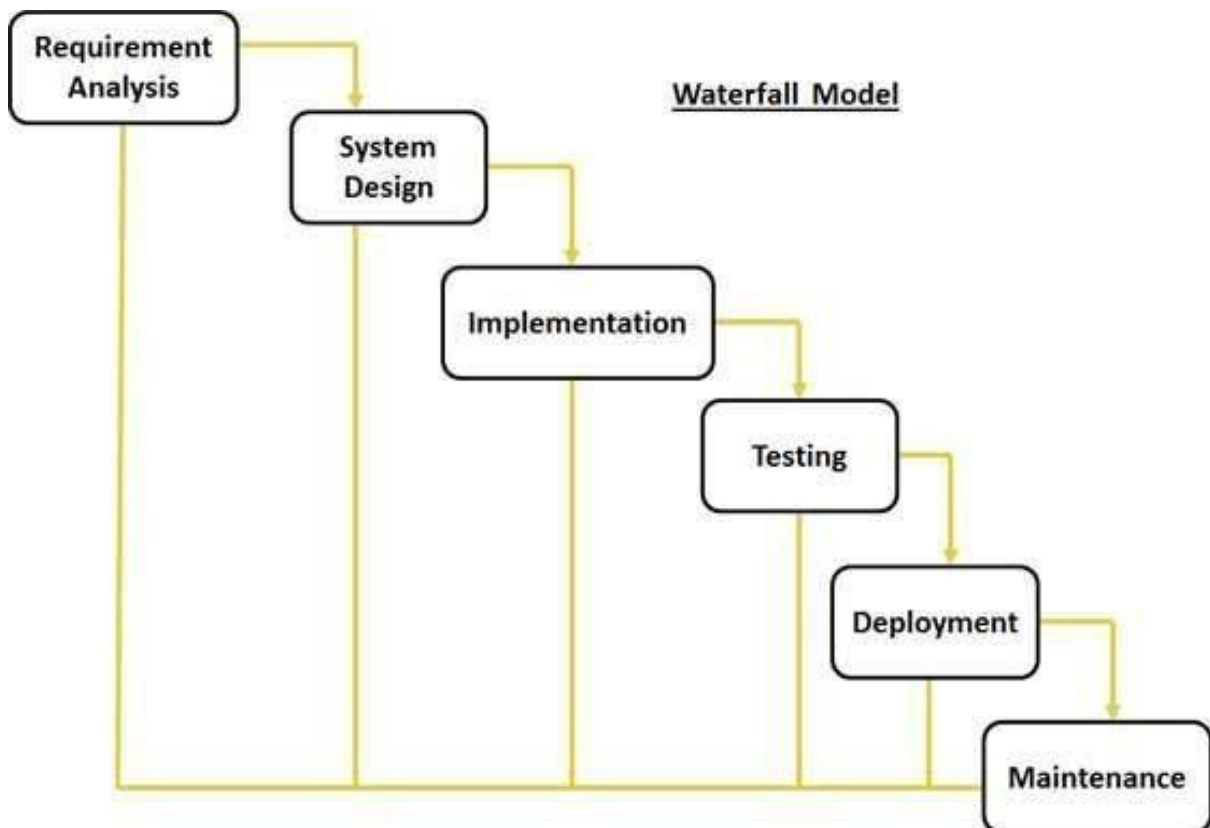 Requirement
Analysis
Waterfall Model
System
Design
Implementation
Testing
Deployment
Maintenance